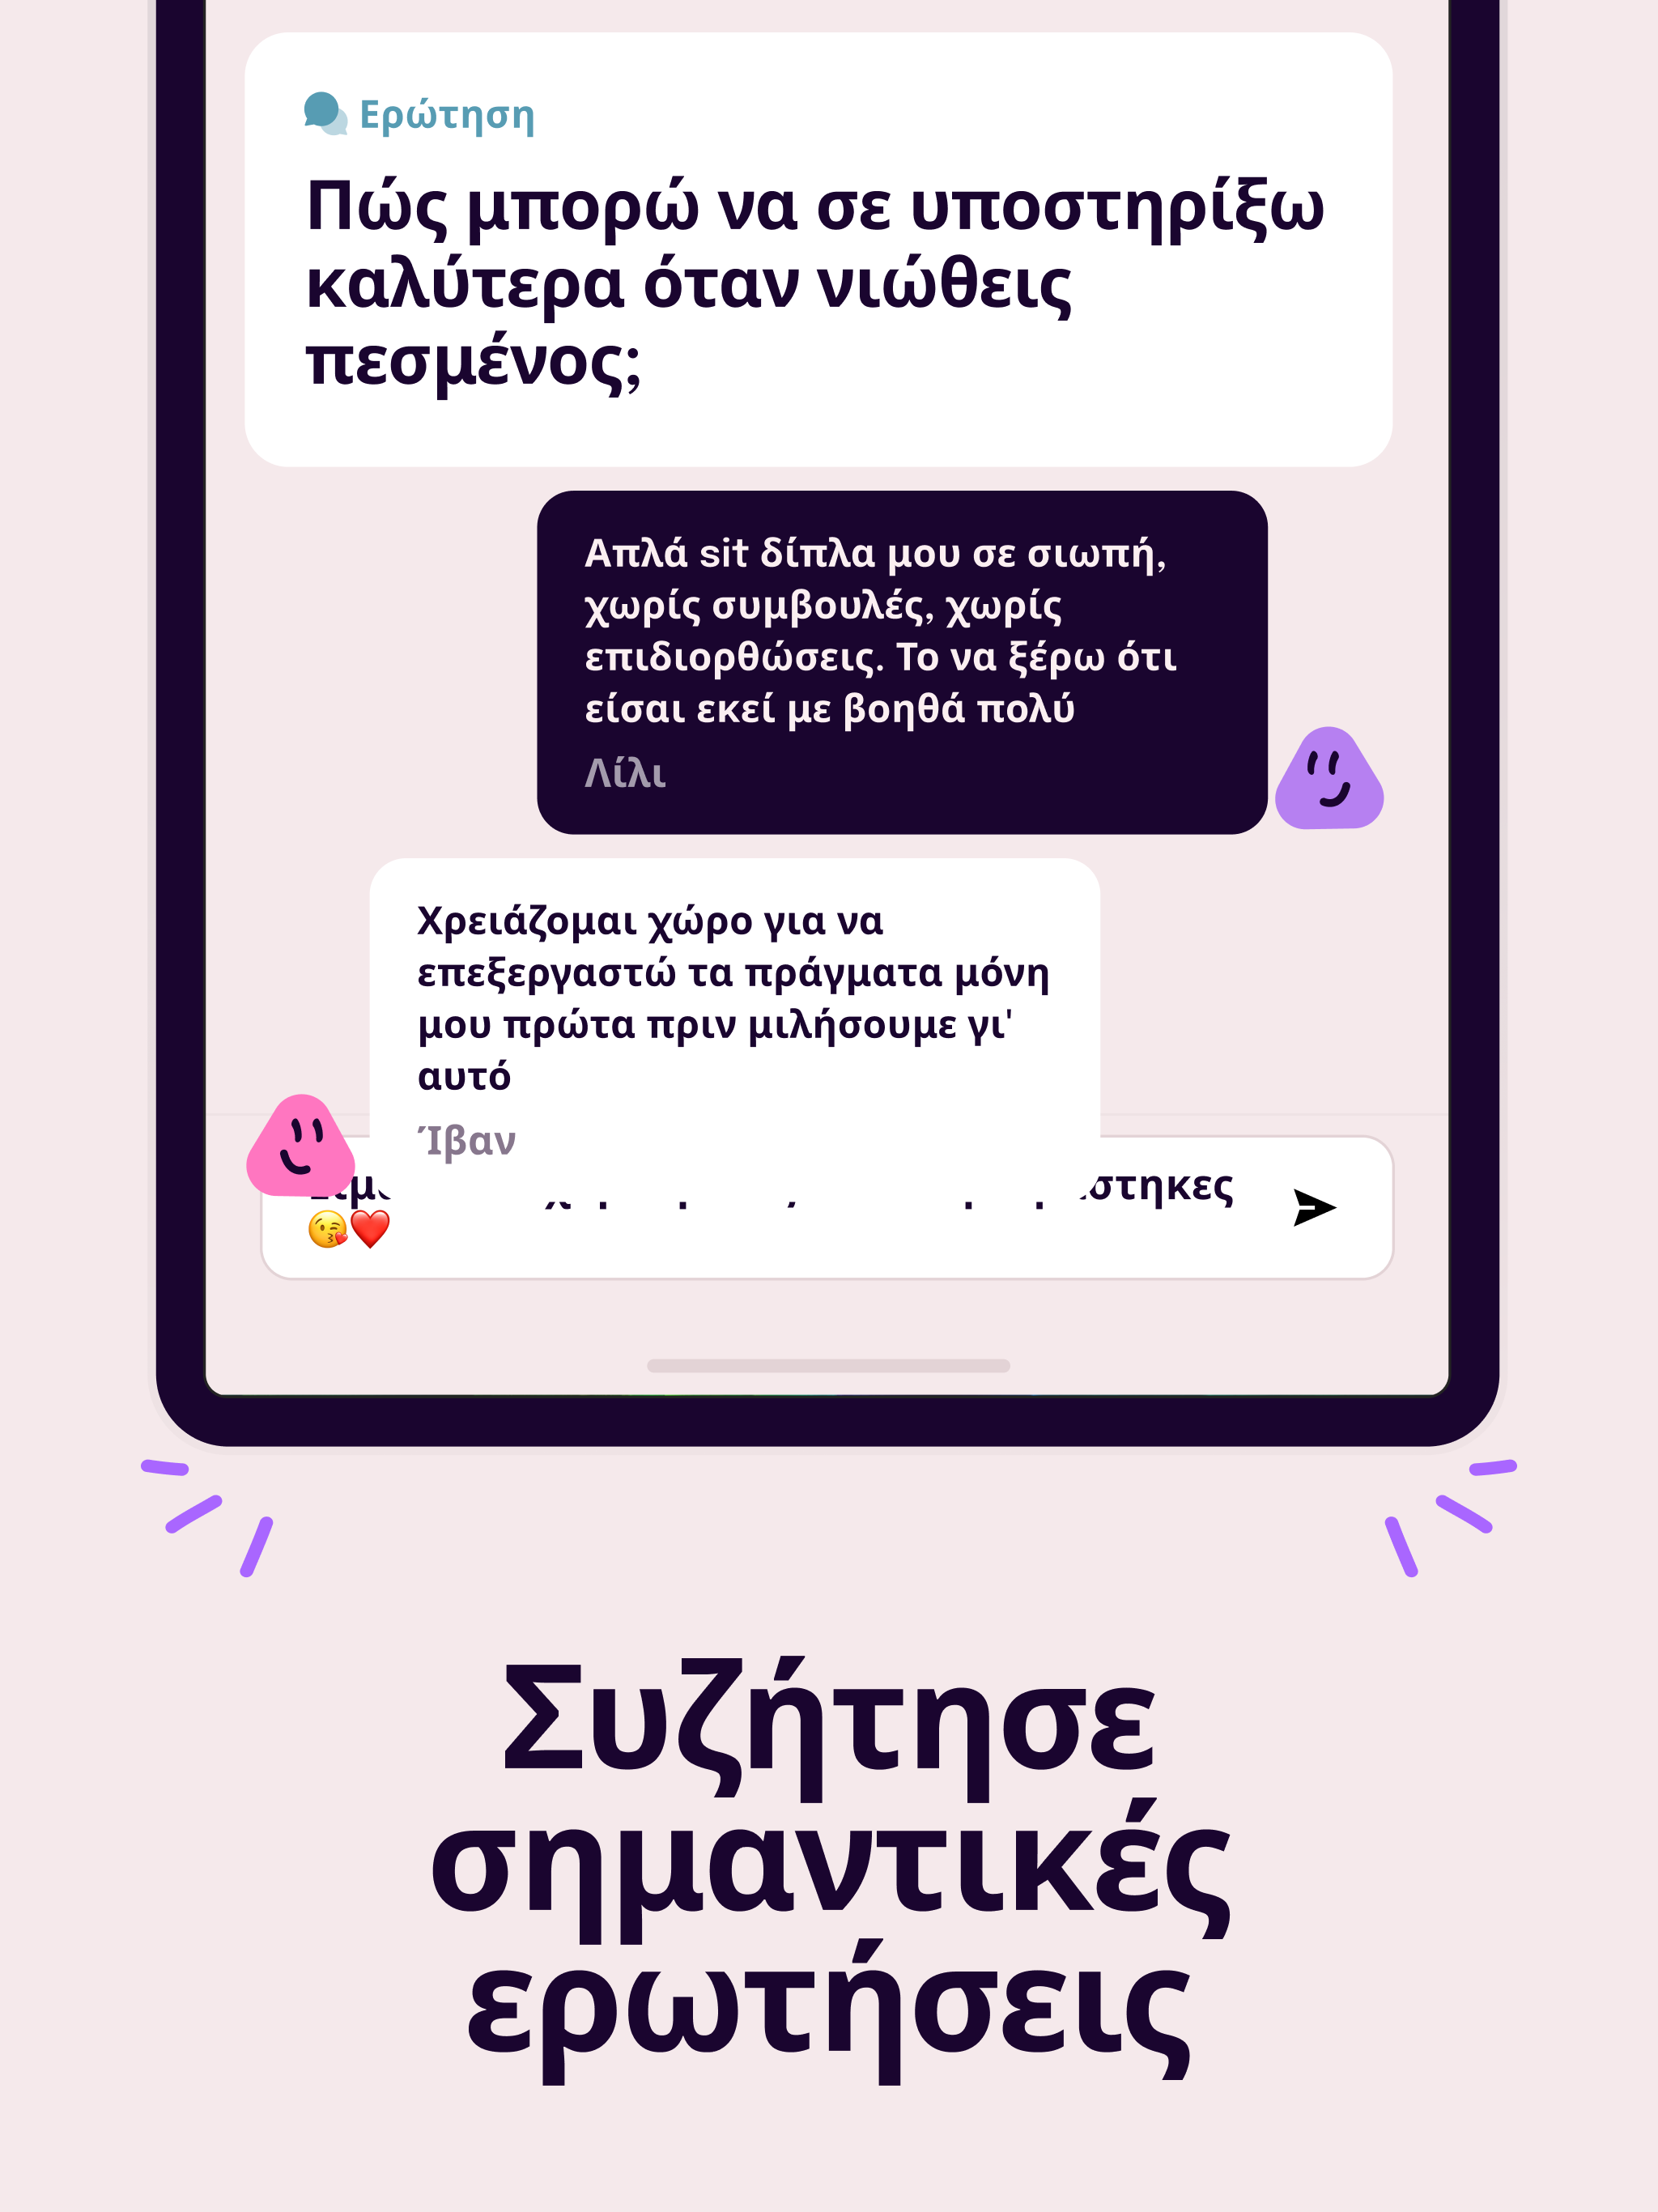 Ερώτηση
Πώς μπορώ να σε υποστηρίξω
καλύτερα όταν νιώθεις
πεσμένος;
Απλά sit δίπλα μου σε σιωπή,
χωρίς συμβουλές, χωρίς
επιδιορθώσεις. Το να ξέρω ότι
είσαι εκεί με βοηθά πολύ
Λίλι
Χρειάζομαι χώρο για να
επεξεργαστώ τα πράγματα μόνη
μου πρώτα πριν μιλήσουμε γι'
αυτό
Ίβαν
😘❤️
Συζήτησε
σημαντικές
ερωτήσεις